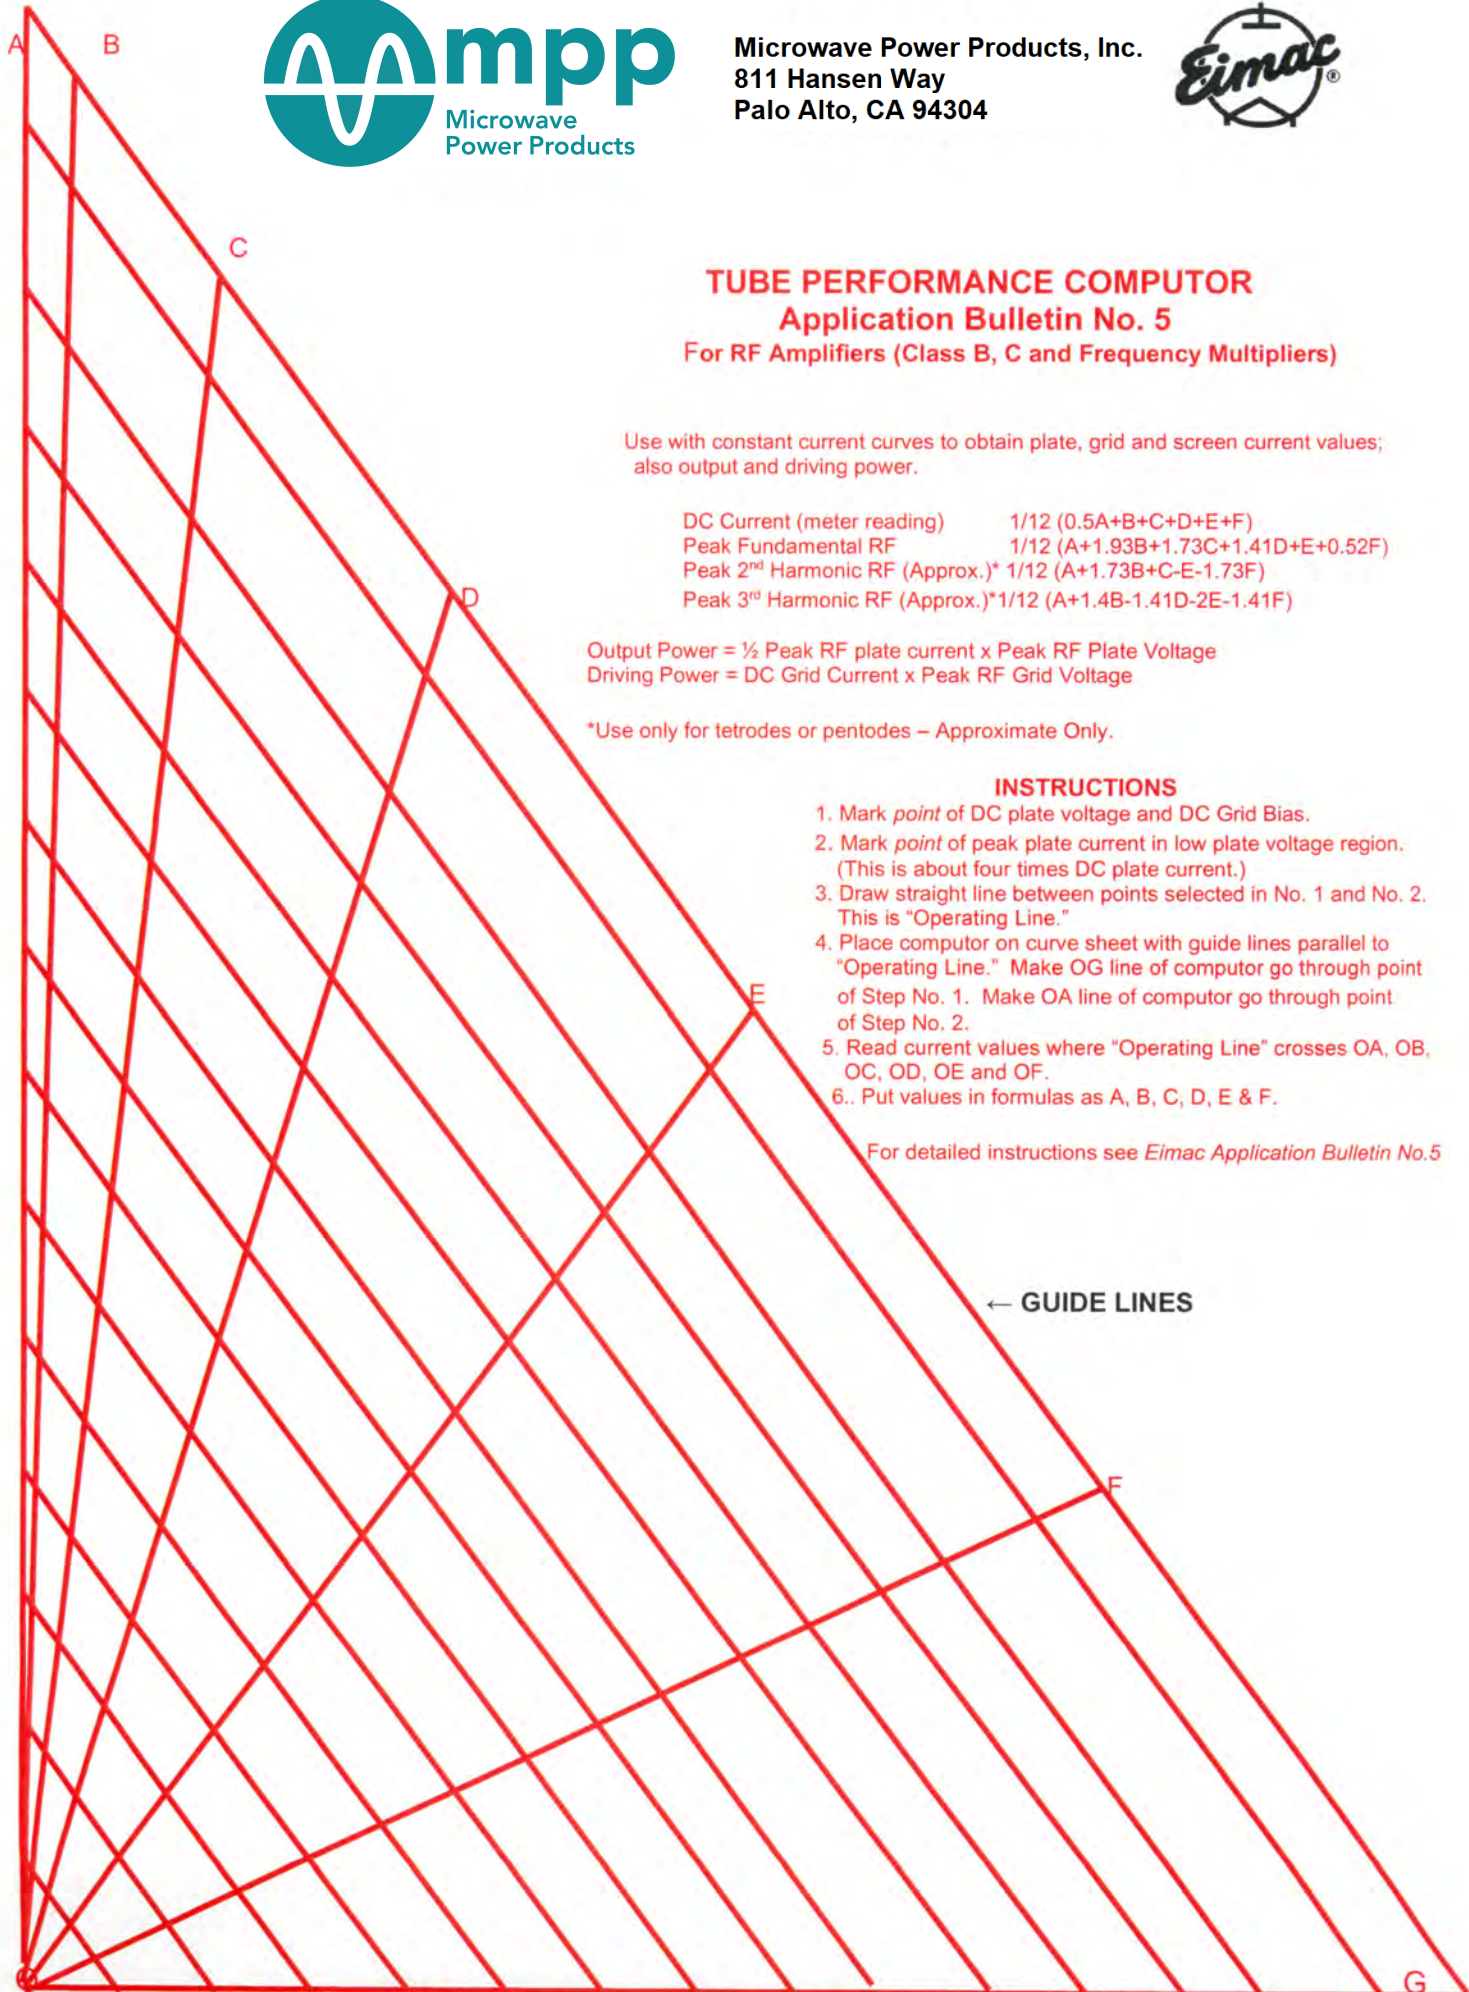 A
B
mpp
Microwave
Power Products
Microwave Power Products, Inc.
811 Hansen Way
Palo Alto, CA 94304
Eimac®
C
TUBE PERFORMANCE COMPUTOR
Application Bulletin No. 5
For RF Amplifiers (Class B, C and Frequency Multipliers)
Use with constant current curves to obtain plate, grid and screen current values;
also output and driving power.
DC Current (meter reading) 1/12 (0.5A+B+C+D+E+F)
Peak Fundamental RF 1/12 (A+1.93B+1.73C+1.41D+E+0.52F)
Peak 2nd Harmonic RF (Approx.)* 1/12 (A+1.73B+C-E-1.73F)
Peak 3rd Harmonic RF (Approx.)*1/12 (A+1.4B-1.41D-2E-1.41F)
D
Output Power = ½ Peak RF plate current x Peak RF Plate Voltage
Driving Power = DC Grid Current x Peak RF Grid Voltage
*Use only for tetrodes or pentodes – Approximate Only.
INSTRUCTIONS
1. Mark point of DC plate voltage and DC Grid Bias.
2. Mark point of peak plate current in low plate voltage region.
(This is about four times DC plate current.)
3. Draw straight line between points selected in No. 1 and No. 2.
This is "Operating Line."
4. Place computor on curve sheet with guide lines parallel to
"Operating Line." Make OG line of computor go through point
of Step No. 1. Make OA line of computor go through point
of Step No. 2.
E
5. Read current values where "Operating Line" crosses OA, OB,
OC, OD, OE and OF.
6.. Put values in formulas as A, B, C, D, E & F.
For detailed instructions see Eimac Application Bulletin No.5
← GUIDE LINES
F
O
G